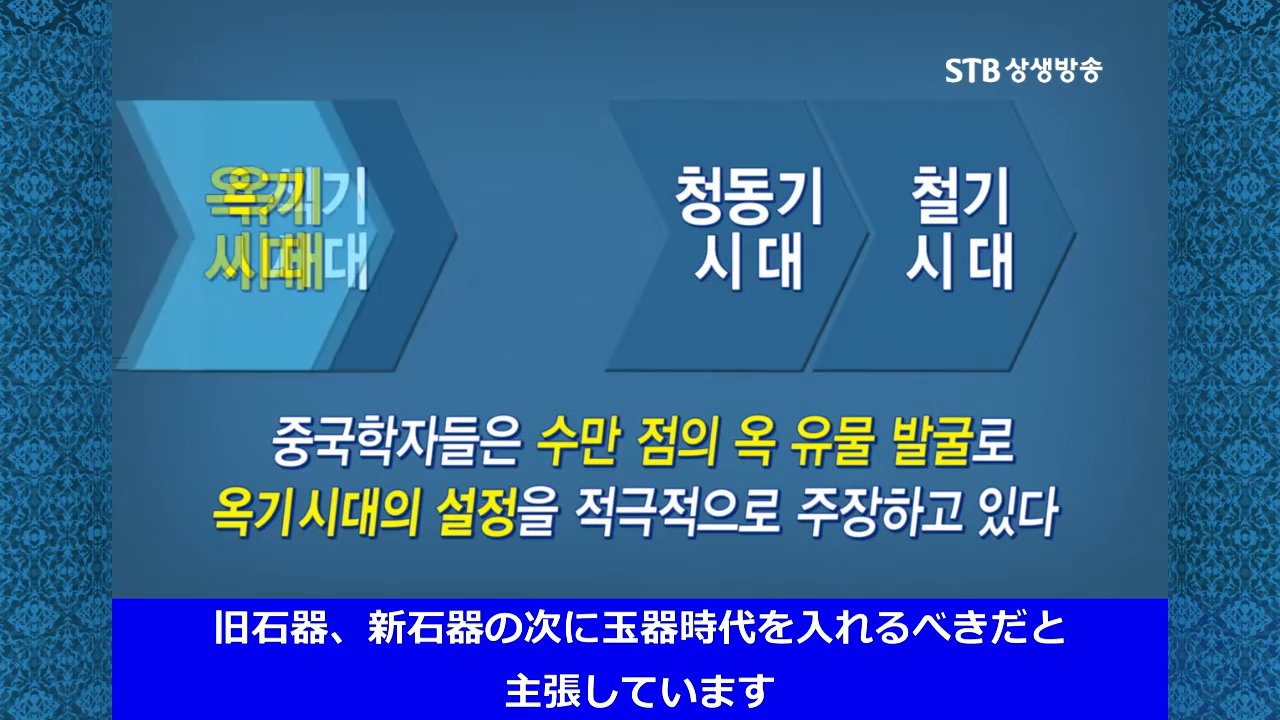 STB 상생방송
청동기
시대
철기
시대
중국학자들은 수만 점의 옥 유물 발굴로
옥기시대의 설정을 적극적으로 주장하고 있다
旧石器、新石器の次に玉器時代を入れるべきだと
主張しています